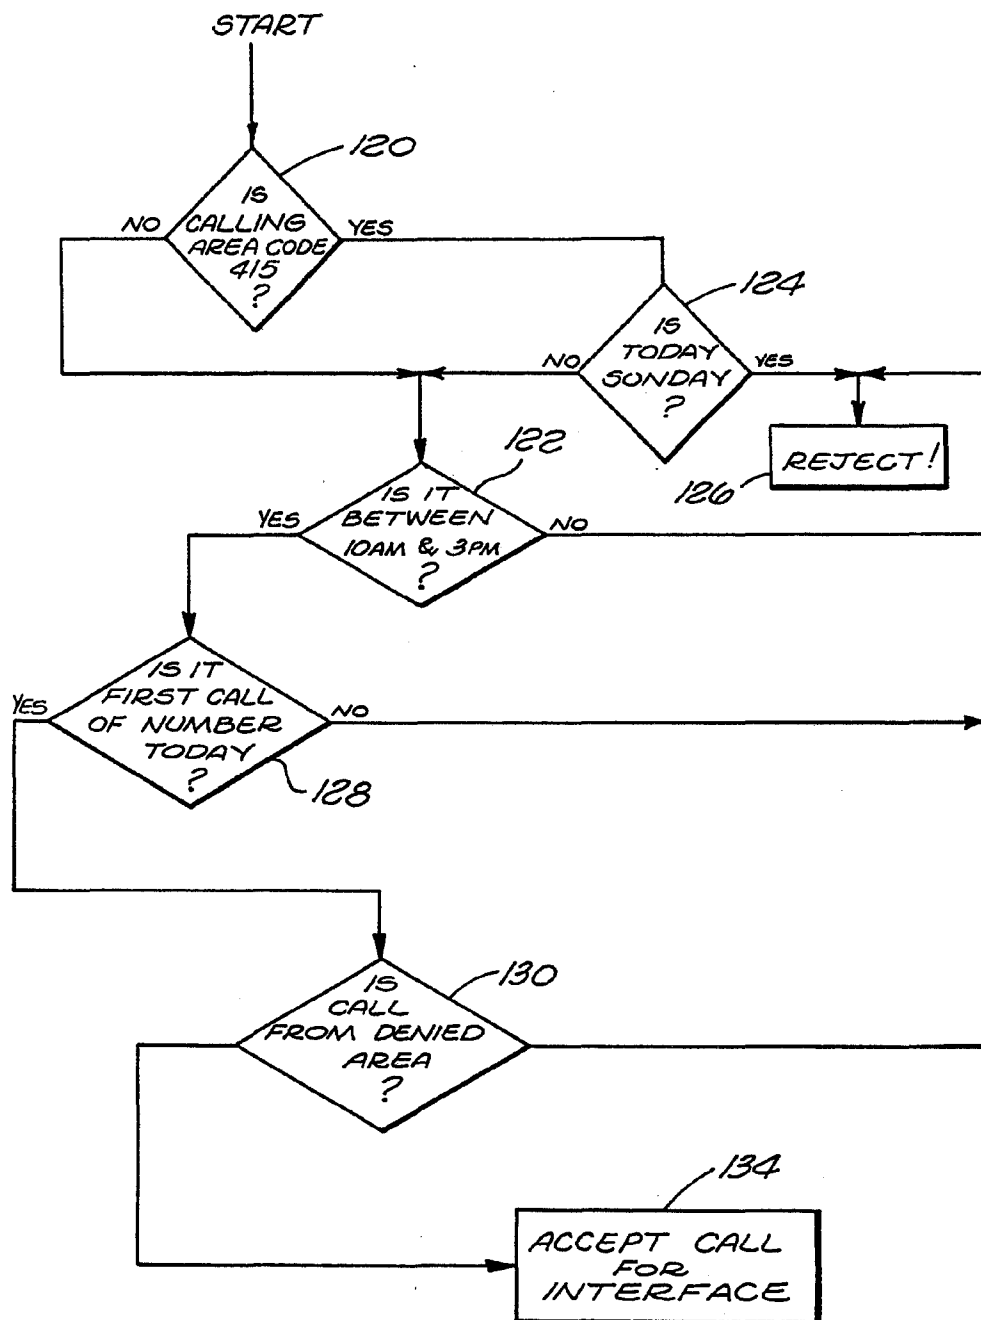 START
120
IS
CALLING
AREA CODE
415
?
NO
YES
124
IS
TODAY
SUNDAY
?
NO
YES
REJECT!
126
122
IS IT
BETWEEN
10AM & 3PM
?
YES
NO
IS IT
FIRST CALL
OF NUMBER
TODAY
?
YES
NO
128
130
IS
CALL
FROM DENIED
AREA
?
134
ACCEPT CALL
FOR
INTERFACE